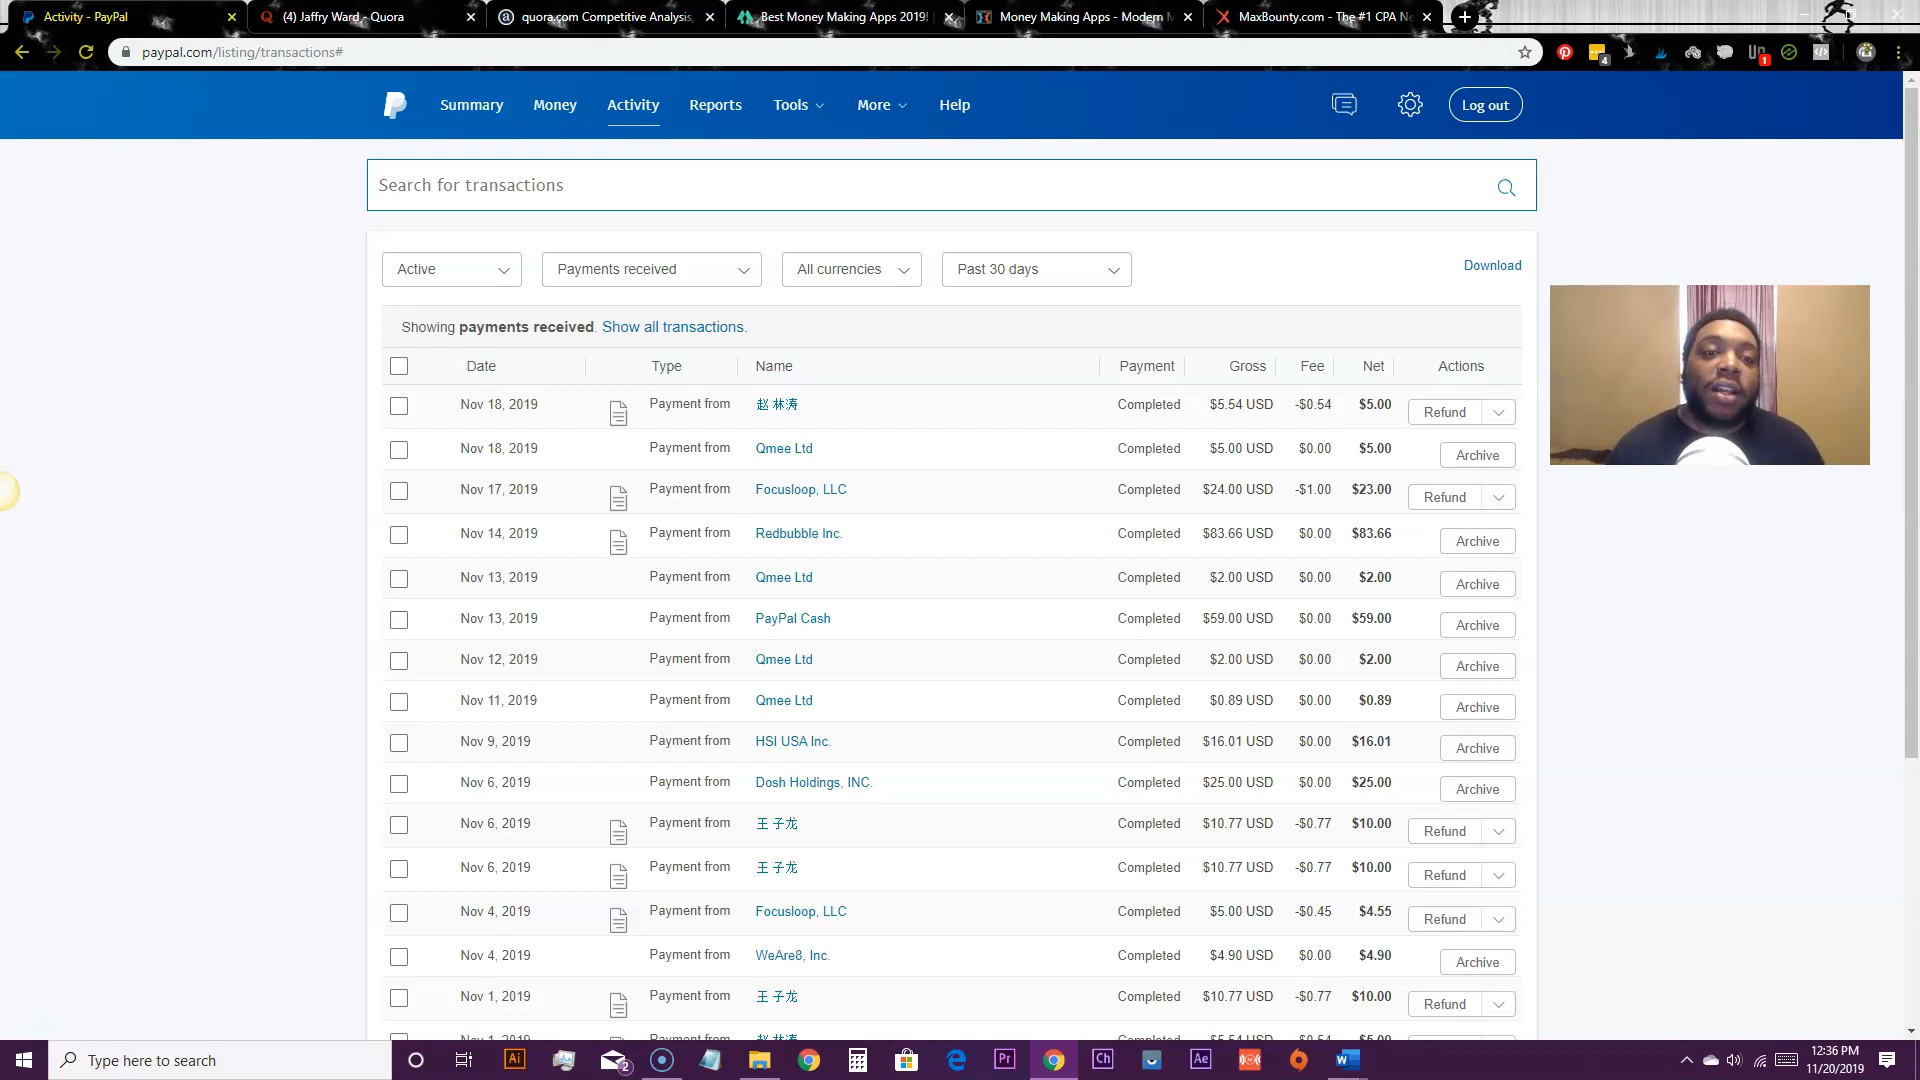 Activity - PayPal
(4) Jaffry Ward - Quora
quora.com Competitive Analysis,
Best Money Making Apps 2019!
Money Making Apps - Modern M
MaxBounty.com - The #1 CPA Ne
paypal.com/listing/transactions#
4
1
Summary Money Activity Reports Tools More Help Log out
Search for transactions
Active Payments received All currencies Past 30 days Download
Showing payments received. Show all transactions.
Date Type Name Payment Gross Fee Net Actions
Nov 18, 2019 Payment from 赵 林涛 Completed $5.54 USD -$0.54 $5.00 Refund
Nov 18, 2019 Payment from Qmee Ltd Completed $5.00 USD $0.00 $5.00 Archive
Nov 17, 2019 Payment from Focusloop, LLC Completed $24.00 USD -$1.00 $23.00 Refund
Nov 14, 2019 Payment from Redbubble Inc. Completed $83.66 USD $0.00 $83.66 Archive
Nov 13, 2019 Payment from Qmee Ltd Completed $2.00 USD $0.00 $2.00 Archive
Nov 13, 2019 Payment from PayPal Cash Completed $59.00 USD $0.00 $59.00 Archive
Nov 12, 2019 Payment from Qmee Ltd Completed $2.00 USD $0.00 $2.00 Archive
Nov 11, 2019 Payment from Qmee Ltd Completed $0.89 USD $0.00 $0.89 Archive
Nov 9, 2019 Payment from HSI USA Inc. Completed $16.01 USD $0.00 $16.01 Archive
Nov 6, 2019 Payment from Dosh Holdings, INC. Completed $25.00 USD $0.00 $25.00 Archive
Nov 6, 2019 Payment from 王 子龙 Completed $10.77 USD -$0.77 $10.00 Refund
Nov 6, 2019 Payment from 王 子龙 Completed $10.77 USD -$0.77 $10.00 Refund
Nov 4, 2019 Payment from Focusloop, LLC Completed $5.00 USD -$0.45 $4.55 Refund
Nov 4, 2019 Payment from WeAre8, Inc. Completed $4.90 USD $0.00 $4.90 Archive
Nov 1, 2019 Payment from 王 子龙 Completed $10.77 USD -$0.77 $10.00 Refund
Type here to search
Ai
2
Pr
Ch
Ae
12:36 PM
11/20/2019